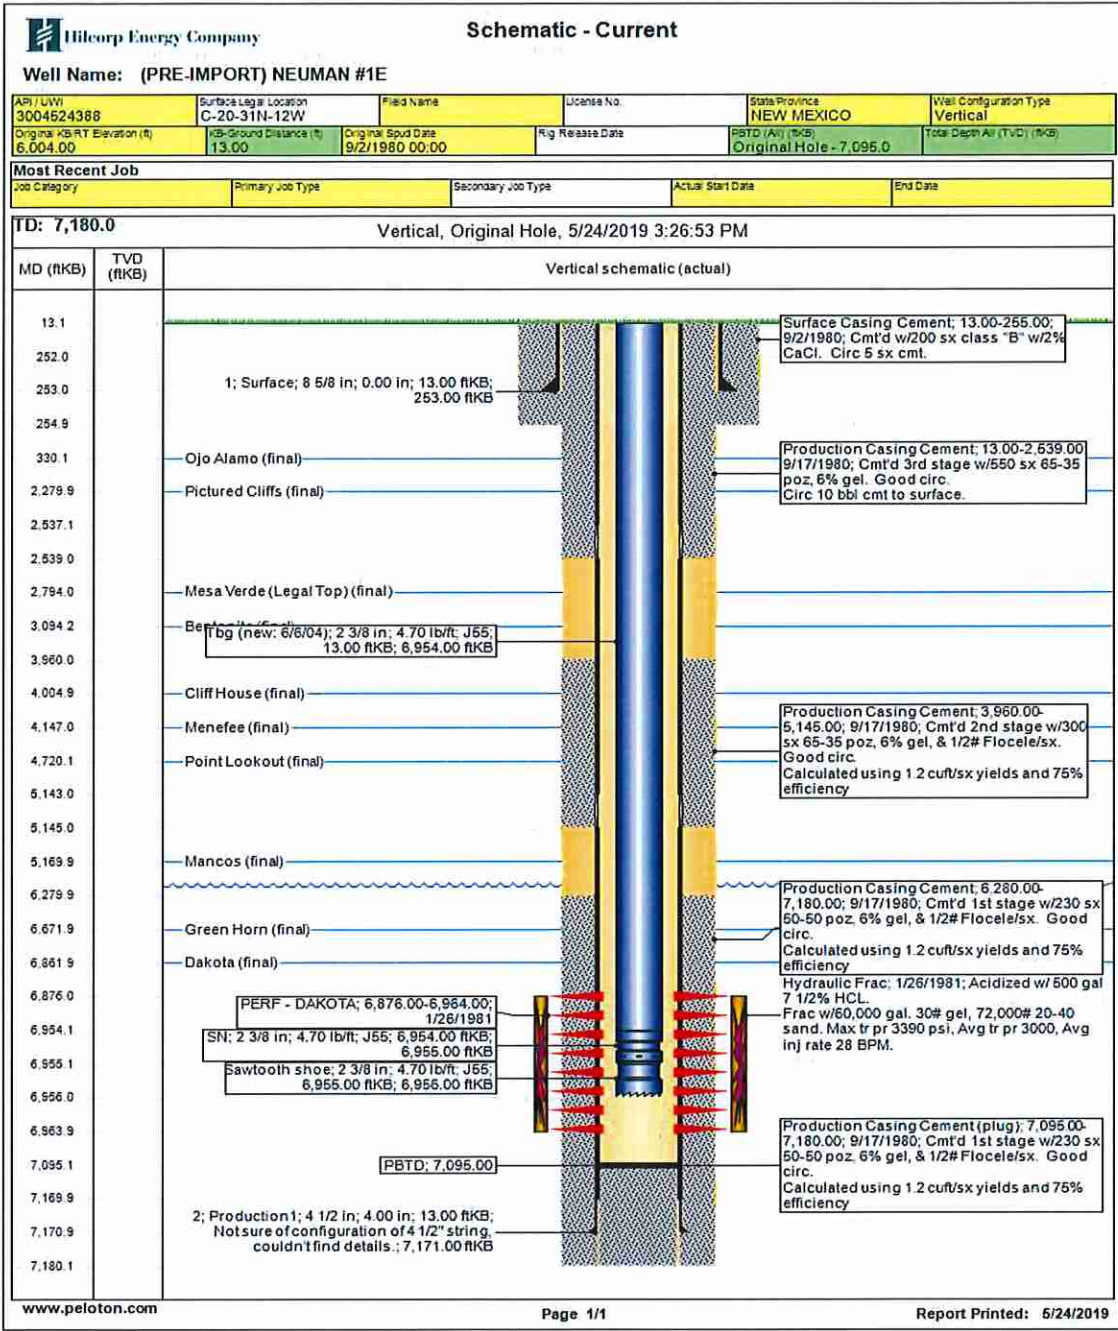 Hilcorp Energy Company
Schematic - Current
Well Name: (PRE-IMPORT) NEUMAN #1E
API / UWI
3004524388
Surface Legal Location
C-20-31N-12W
Field Name
License No.
State/Province
NEW MEXICO
Well Configuration Type
Vertical
Original KB/RT Elevation (ft)
6,004.00
KB-Ground Distance (ft)
13.00
Original Spud Date
9/2/1980 00:00
Rig Release Date
PBTD (All) (ftKB)
Original Hole - 7,095.0
Total Depth All (TVD) (ftKB)
Most Recent Job
Job Category
Primary Job Type
Secondary Job Type
Actual Start Date
End Date
TD: 7,180.0
Vertical, Original Hole, 5/24/2019 3:26:53 PM
MD (ftKB)
TVD
(ftKB)
Vertical schematic (actual)
13.1
252.0
253.0
254.9
330.1
2,279.9
2,537.1
2,539.0
2,794.0
3,094.2
3,960.0
4,004.9
4,147.0
4,720.1
5,143.0
5,145.0
5,169.9
6,279.9
6,671.9
6,861.9
6,876.0
6,954.1
6,955.1
6,956.0
6,963.9
7,095.1
7,169.9
7,170.9
7,180.1
Surface Casing Cement; 13.00-255.00;
9/2/1980; Cmt'd w/200 sx class "B" w/2%
CaCl. Circ 5 sx cmt.
1; Surface; 8 5/8 in; 0.00 in; 13.00 ftKB;
253.00 ftKB
Ojo Alamo (final)
Production Casing Cement; 13.00-2,539.00
9/17/1980; Cmt'd 3rd stage w/550 sx 65-35
poz, 6% gel. Good circ.
Circ 10 bbl cmt to surface.
Pictured Cliffs (final)
Mesa Verde (Legal Top) (final)
Tbg (new: 6/6/04); 2 3/8 in; 4.70 lb/ft; J55;
13.00 ftKB; 6,954.00 ftKB
Cliff House (final)
Menefee (final)
Point Lookout (final)
Production Casing Cement; 3,960.00-
5,145.00; 9/17/1980; Cmt'd 2nd stage w/300
sx 65-35 poz, 6% gel, & 1/2# Flocele/sx.
Good circ.
Calculated using 1.2 cuft/sx yields and 75%
efficiency
Mancos (final)
Production Casing Cement; 6,280.00-
7,180.00; 9/17/1980; Cmt'd 1st stage w/230 sx
50-50 poz, 6% gel, & 1/2# Flocele/sx. Good
circ.
Calculated using 1.2 cuft/sx yields and 75%
efficiency
Green Horn (final)
Dakota (final)
Hydraulic Frac; 1/26/1981; Acidized w/ 500 gal
7 1/2% HCL.
Frac w/60,000 gal. 30# gel, 72,000# 20-40
sand. Max tr pr 3390 psi, Avg tr pr 3000, Avg
inj rate 28 BPM.
PERF - DAKOTA; 6,876.00-6,964.00;
1/26/1981
SN; 2 3/8 in; 4.70 lb/ft; J55; 6,954.00 ftKB;
6,955.00 ftKB
Sawtooth shoe; 2 3/8 in; 4.70 lb/ft; J55;
6,955.00 ftKB; 6,956.00 ftKB
Production Casing Cement (plug); 7,095.00-
7,180.00; 9/17/1980; Cmt'd 1st stage w/230 sx
50-50 poz, 6% gel, & 1/2# Flocele/sx. Good
circ.
Calculated using 1.2 cuft/sx yields and 75%
efficiency
PBTD; 7,095.00
2; Production1; 4 1/2 in; 4.00 in; 13.00 ftKB;
Not sure of configuration of 4 1/2" string,
couldn't find details.; 7,171.00 ftKB
www.peloton.com
Page 1/1
Report Printed: 5/24/2019